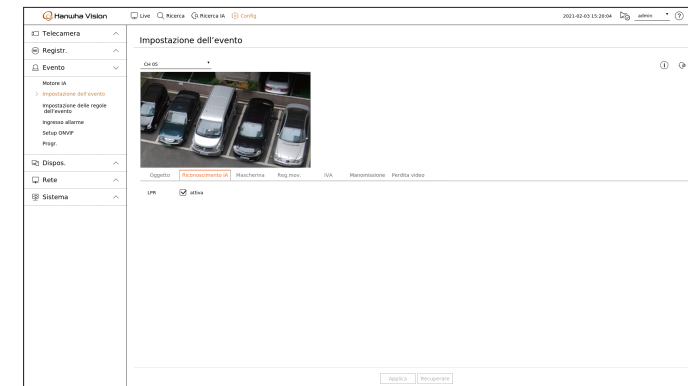 Hanwha Vision
Live Ricerca Ricerca IA Config
2021-02-03 15:28:04 admin
Telecamera
Registr.
Evento
Motore IA
> Impostazione dell'evento
Impostazione delle regole
dell'evento
Ingresso allarme
Setup ONVIF
Progr.
Dispos.
Rete
Sistema
Impostazione dell'evento
CH 05
Oggetto Riconoscimento IA Mascherina Reg.mov. IVA Manomissione Perdita video
LPR attiva
Applica Recuperare